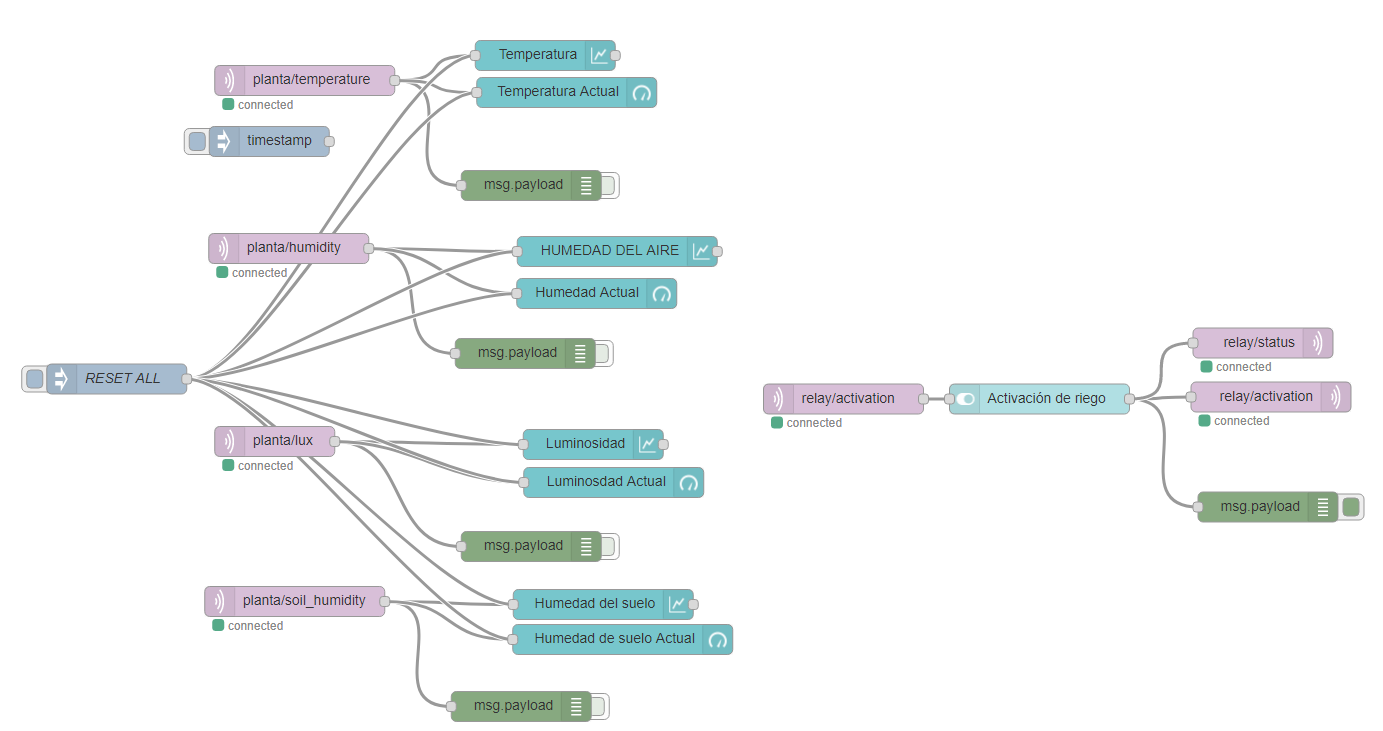 Temperatura
planta/temperature
Temperatura Actual
connected
timestamp
msg.payload
planta/humidity
HUMEDAD DEL AIRE
connected
Humedad Actual
msg.payload
RESET ALL
planta/lux
Luminosidad
connected
Luminosdad Actual
msg.payload
planta/soil_humidity
Humedad del suelo
connected
Humedad de suelo Actual
msg.payload
relay/activation
connected
Activación de riego
relay/status
connected
relay/activation
connected
msg.payload